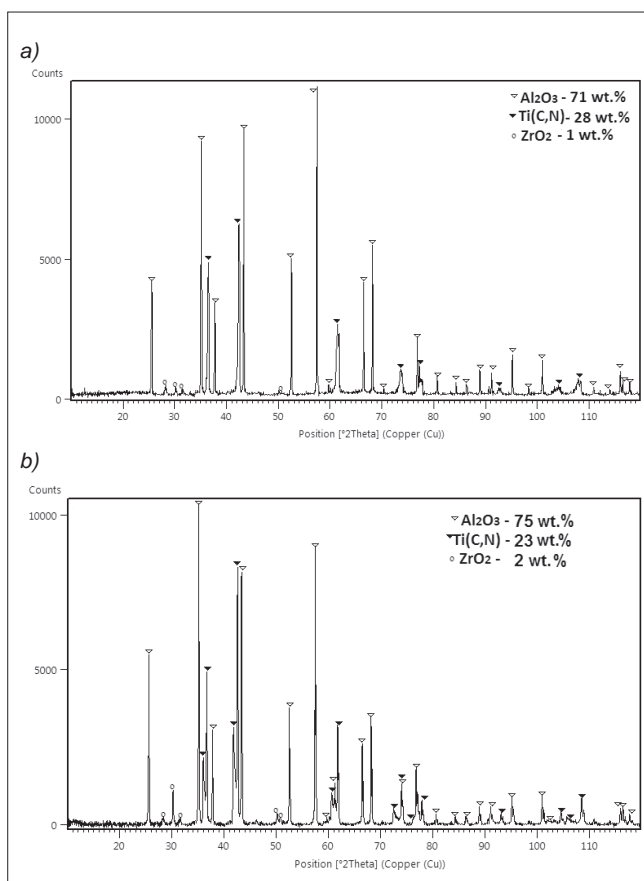 a)
Counts
▽ Al₂O₃ - 71 wt.%
▼ Ti(C,N)- 28 wt.%
○ ZrO₂ - 1 wt.%
10000
5000
0
20 30 40 50 60 70 80 90 100 110
Position [°2Theta] (Copper (Cu))
b)
Counts
▽ Al₂O₃ - 75 wt.%
▼Ti(C,N) - 23 wt.%
○ ZrO₂ - 2 wt.%
10000
5000
0
20 30 40 50 60 70 80 90 100 110
Position [°2Theta] (Copper (Cu))